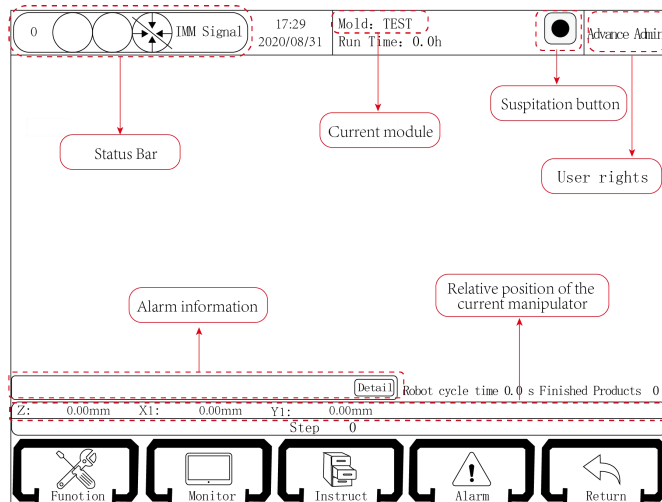 0 IMM Signal 17:29 Mold: TEST Advance Admin
2020/08/31 Run Time: 0.0h
Suspitation button
Current module
Status Bar
User rights
Relative position of the
current manipulator
Alarm information
Detail Robot cycle time 0.0 s Finished Products 0
Z: 0.00mm X1: 0.00mm Y1: 0.00mm
Step 0
Funotion Monitor Instruct Alarm Return